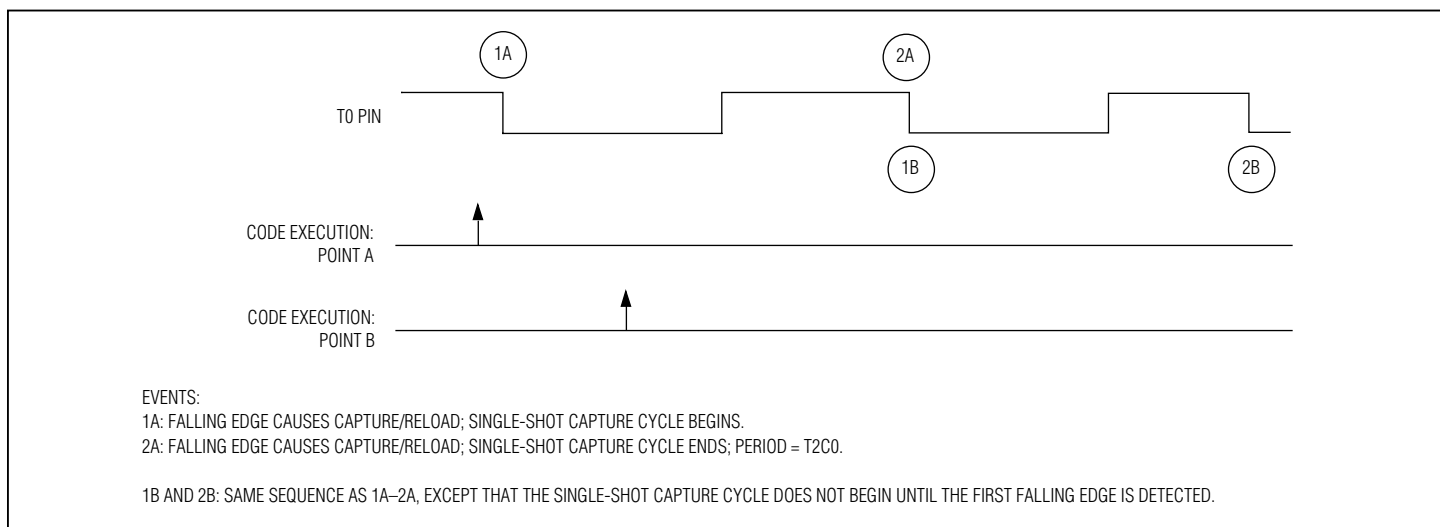 1A
2A
T0 PIN
1B
2B
CODE EXECUTION:
POINT A
CODE EXECUTION:
POINT B
EVENTS:
1A: FALLING EDGE CAUSES CAPTURE/RELOAD; SINGLE-SHOT CAPTURE CYCLE BEGINS.
2A: FALLING EDGE CAUSES CAPTURE/RELOAD; SINGLE-SHOT CAPTURE CYCLE ENDS; PERIOD = T2C0.
1B AND 2B: SAME SEQUENCE AS 1A–2A, EXCEPT THAT THE SINGLE-SHOT CAPTURE CYCLE DOES NOT BEGIN UNTIL THE FIRST FALLING EDGE IS DETECTED.